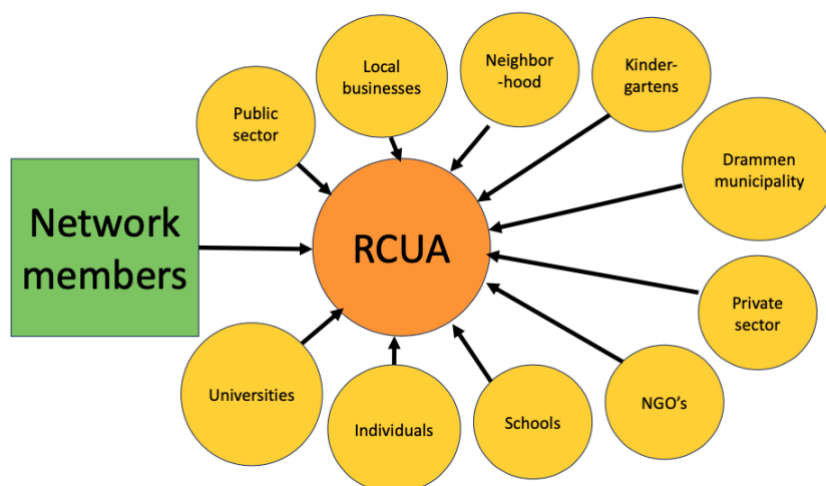 Local
businesses
Neighbor
-hood
Kinder-
gartens
Public
sector
Drammen
municipality
Network
members
RCUA
Private
sector
Universities
Individuals
Schools
NGO's